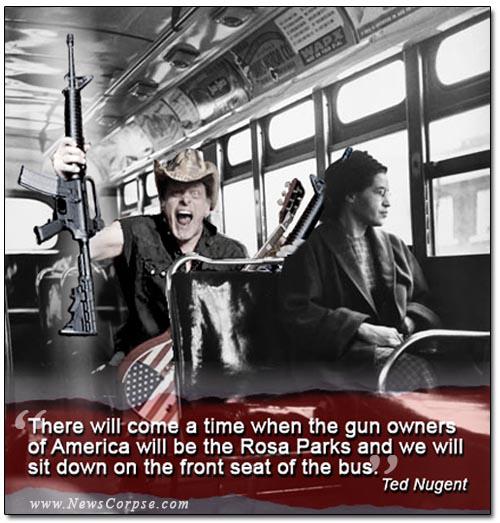 WARX
“There will come a time when the gun owners
of America will be the Rosa Parks and we will
sit down on the front seat of the bus.”
Ted Nugent
www.NewsCorpse.com